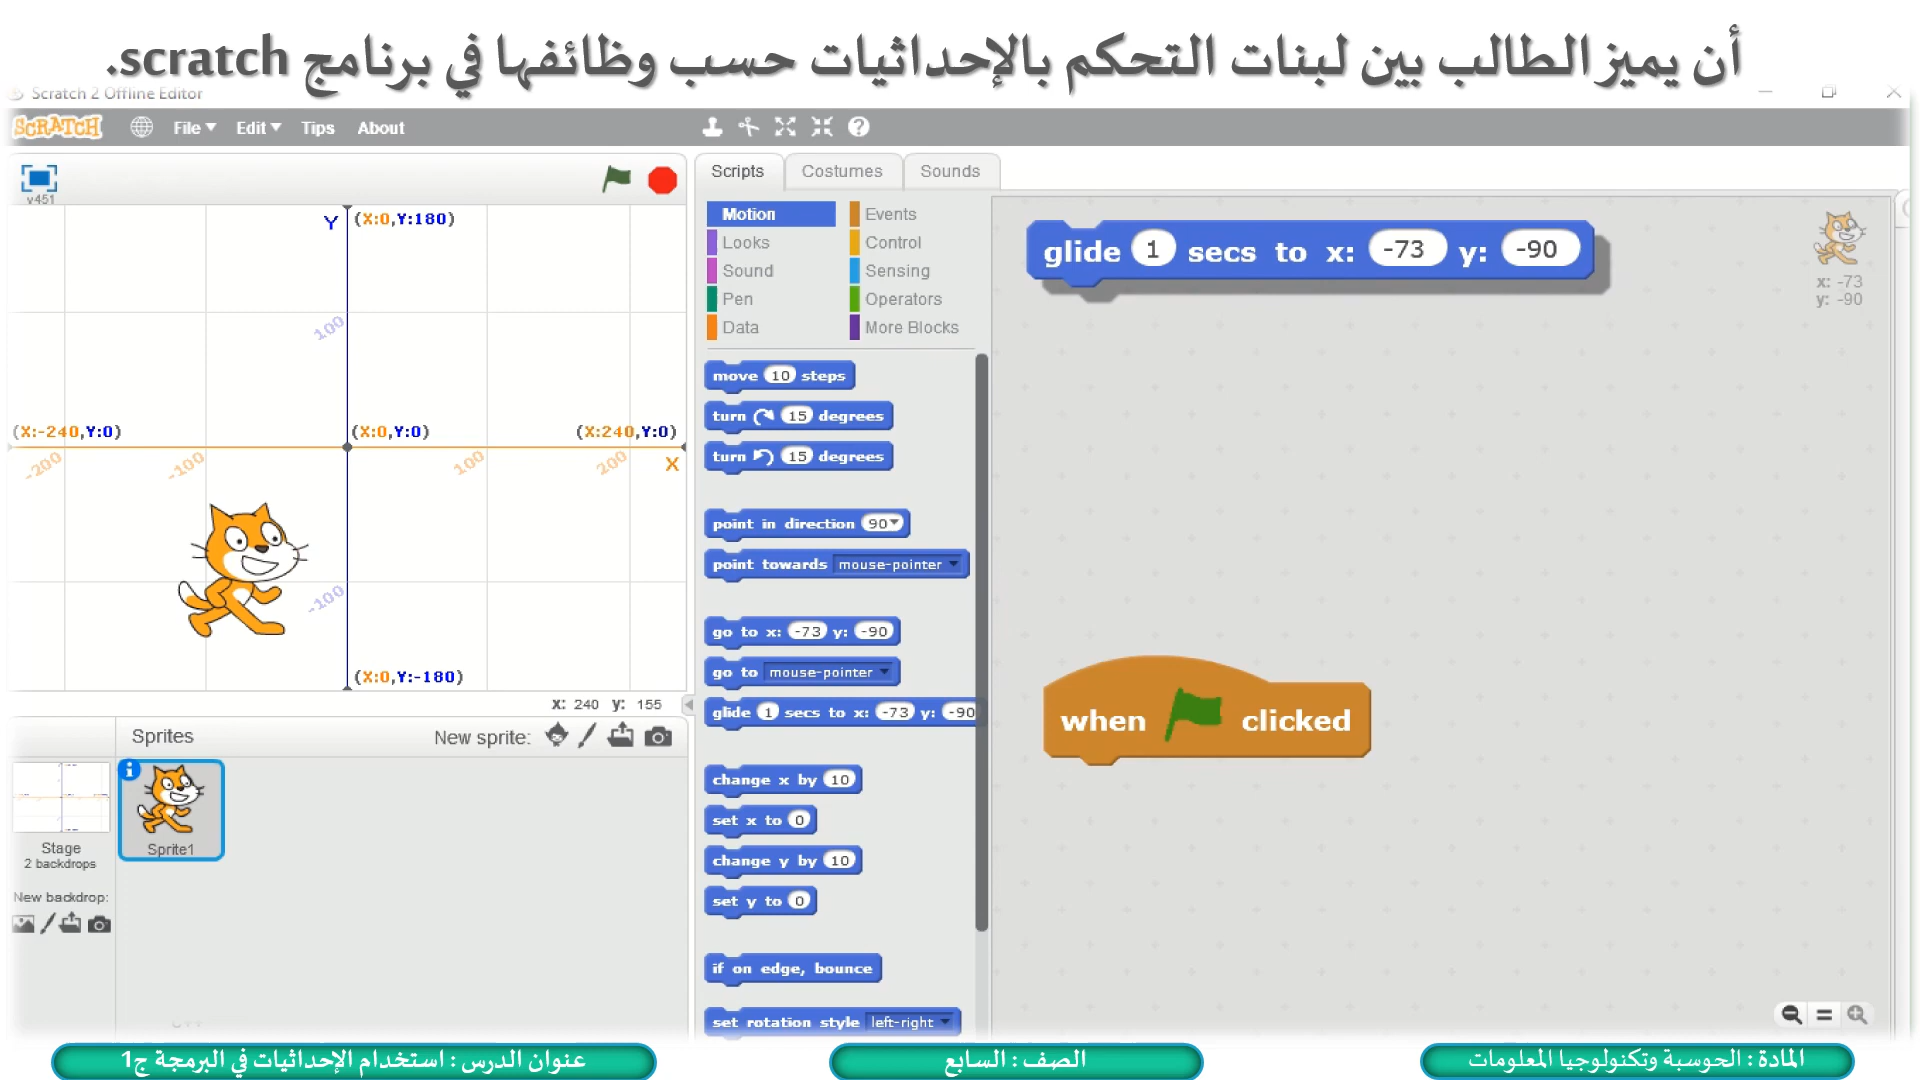 أن يميز الطالب بين لبنات التحكم بالإحداثيات حسب وظائفها في برنامج scratch.
Scratch 2 Offline Editor
SCRATCH File Edit Tips About
v451
Scripts Costumes Sounds
Y (X:0,Y:180)
100
(X:-240,Y:0) (X:0,Y:0) (X:240,Y:0)
-200 -100 100 200 X
-100
(X:0,Y:-180)
x: 240 y: 155
Sprites New sprite:
Sprite1
Stage
2 backdrops
New backdrop:
Motion Events
Looks Control
Sound Sensing
Pen Operators
Data More Blocks
move 10 steps
turn 15 degrees
turn 15 degrees
point in direction 90
point towards mouse-pointer
go to x: -73 y: -90
go to mouse-pointer
glide 1 secs to x: -73 y: -90
change x by 10
set x to 0
change y by 10
set y to 0
if on edge, bounce
set rotation style left-right
glide 1 secs to x: -73 y: -90
x: -73
y: -90
when clicked
المادة : الحوسبة وتكنولوجيا المعلومات
الصف : السابع
عنوان الدرس : استخدام الإحداثيات في البرمجة ج1